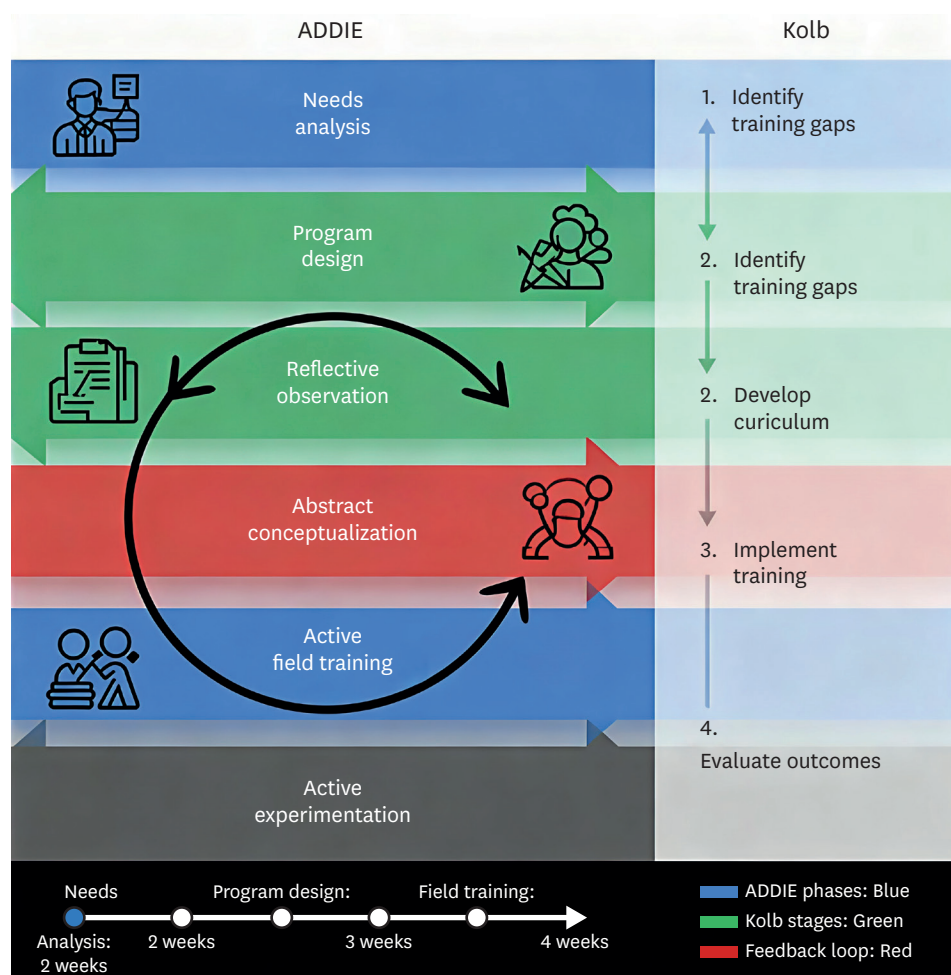 ADDIE
Kolb
Needs
analysis
1. Identify
training gaps
Program
design
2. Identify
training gaps
Reflective
observation
2. Develop
curiculum
Abstract
conceptualization
3. Implement
training
Active
field training
4.
Evaluate outcomes
Active
experimentation
Needs
Program design:
Field training:
Analysis:
2 weeks
2 weeks
3 weeks
4 weeks
ADDIE phases: Blue
Kolb stages: Green
Feedback loop: Red